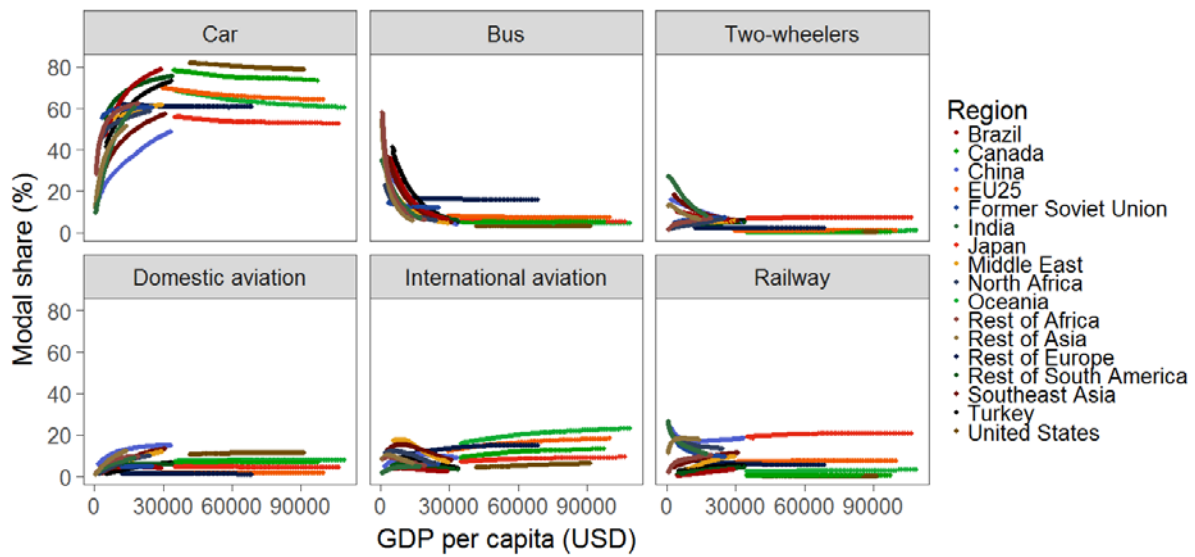 Car Bus Two-wheelers
80
60
40
20
0
Domestic aviation International aviation Railway
80
60
40
20
0
0 30000 60000 90000 0 30000 60000 90000 0 30000 60000 90000
GDP per capita (USD)
Modal share (%)
Region
Brazil
Canada
China
EU25
Former Soviet Union
India
Japan
Middle East
North Africa
Oceania
Rest of Africa
Rest of Asia
Rest of Europe
Rest of South America
Southeast Asia
Turkey
United States